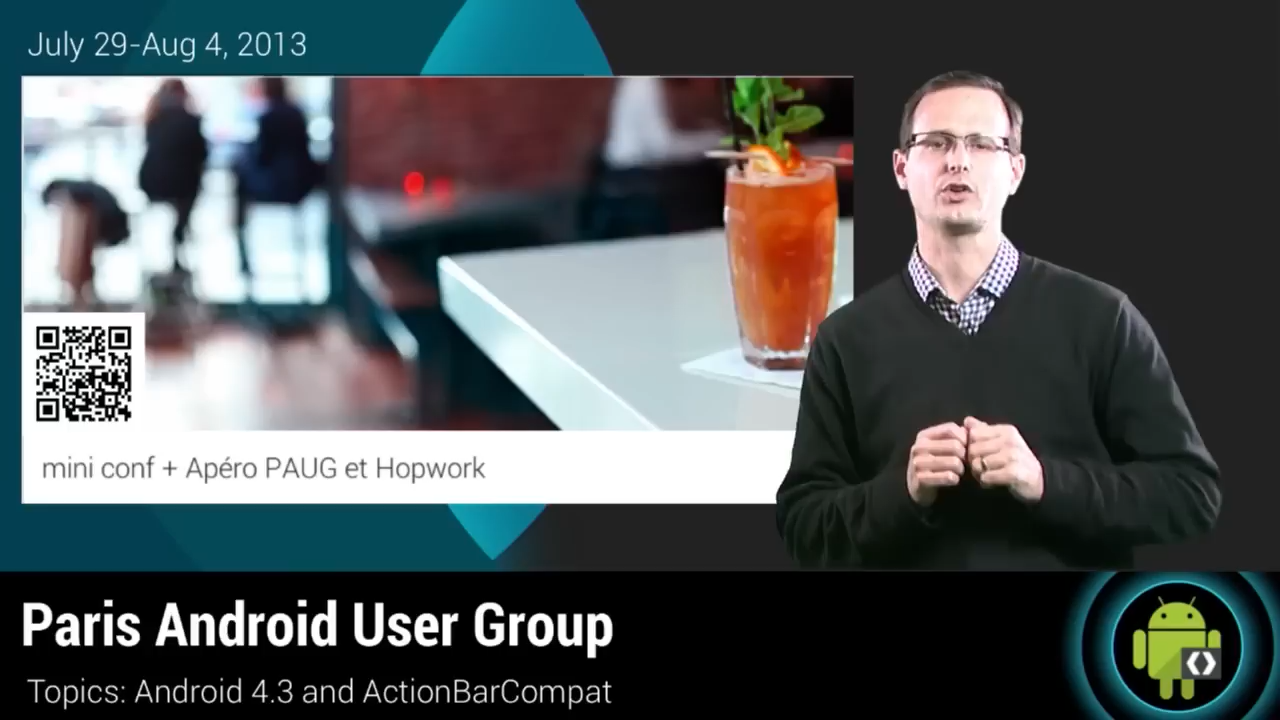 July 29-Aug 4, 2013
mini conf + Apéro PAUG et Hopwork
Paris Android User Group
Topics: Android 4.3 and ActionBarCompat